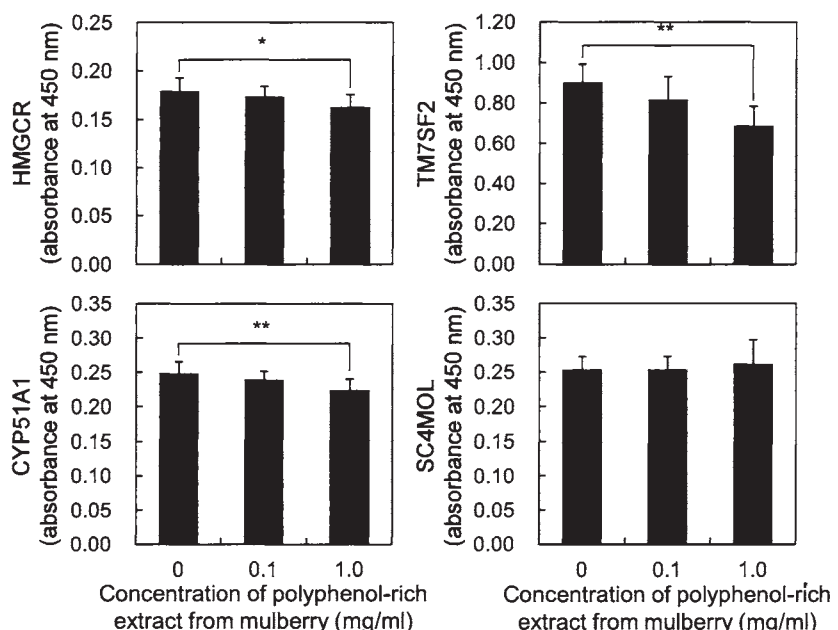 HMGCR
(absorbance at 450 nm)
0.25
0.20
0.15
0.10
0.05
0.00
*
TM7SF2
(absorbance at 450 nm)
1.20
1.00
0.80
0.60
0.40
0.20
0.00
**
CYP51A1
(absorbance at 450 nm)
0.35
0.30
0.25
0.20
0.15
0.10
0.05
0.00
**
0 0.1 1.0
Concentration of polyphenol-rich
extract from mulberry (mg/ml)
SC4MOL
(absorbance at 450 nm)
0.35
0.30
0.25
0.20
0.15
0.10
0.05
0.00
0 0.1 1.0
Concentration of polyphenol-rich
extract from mulberry (mg/ml)